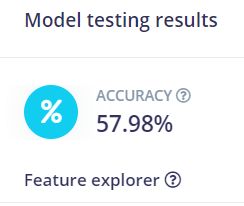 Model testing results
%
ACCURACY ?
57.98%
Feature explorer ?